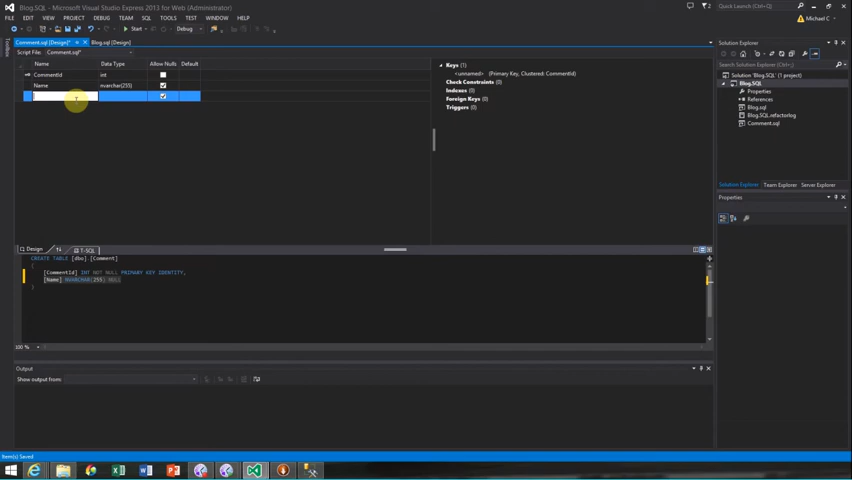 Blog.SQL - Microsoft Visual Studio Express 2013 for Web (Administrator)
2
FILE EDIT VIEW PROJECT DEBUG TEAM SQL TOOLS TEST WINDOW HELP
Michael C
Start
Debug
Toolbox
Comment.sql [Design]* Blog.sql [Design]
Script File: Comment.sql*
Name Data Type Allow Nulls Default
CommentId int
Name nvarchar(255)
Keys (1)
<unnamed> (Primary Key, Clustered: CommentId)
Check Constraints (0)
Indexes (0)
Foreign Keys (0)
Triggers (0)
Solution Explorer
Search Solution Explorer (Ctrl+;)
Solution 'Blog.SQL' (1 project)
Blog.SQL
Properties
References
Blog.sql
Blog.SQL.refactorlog
Comment.sql
Solution Explorer Team Explorer Server Explorer
Properties
Design T-SQL
CREATE TABLE [dbo].[Comment]
(
[CommentId] INT NOT NULL PRIMARY KEY IDENTITY,
[Name] NVARCHAR(255) NULL
)
100 %
Output
Show output from:
Item(s) Saved